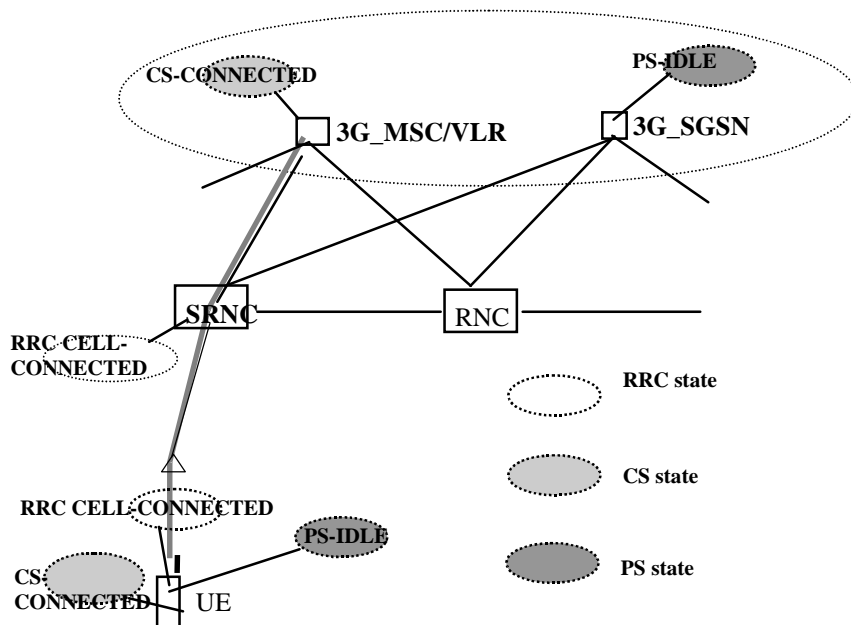 PS-IDLE
CS-CONNECTED
3G_MSC/VLR
3G_SGSN
SRNC
RNC
RRC CELL-
CONNECTED
RRC state
CS state
RRC CELL-CONNECTED
PS-IDLE
PS state
CS-
CONNECTED
UE